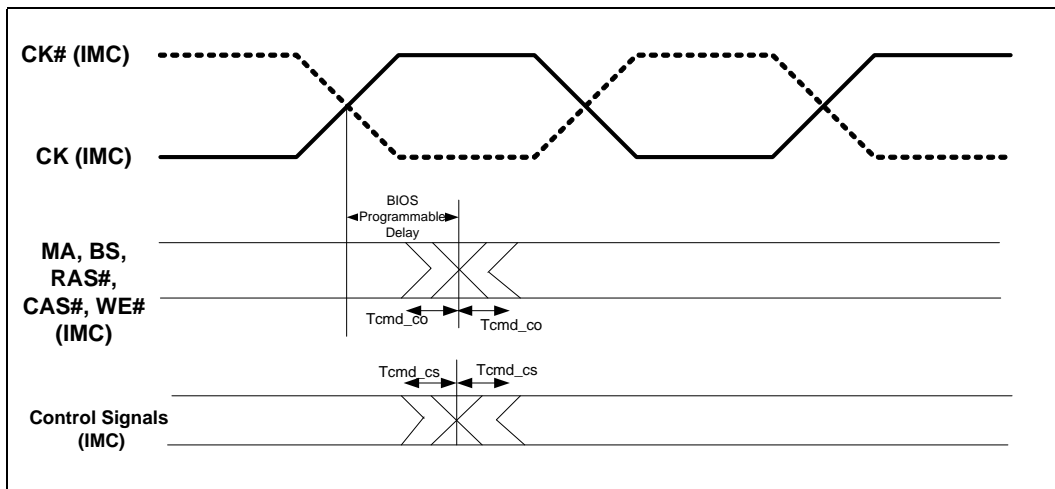 CK# (IMC)
CK (IMC)
BIOS
Programmable
Delay
MA, BS,
RAS#,
CAS#, WE#
(IMC)
Tcmd_co
Tcmd_co
Tcmd_cs
Tcmd_cs
Control Signals
(IMC)